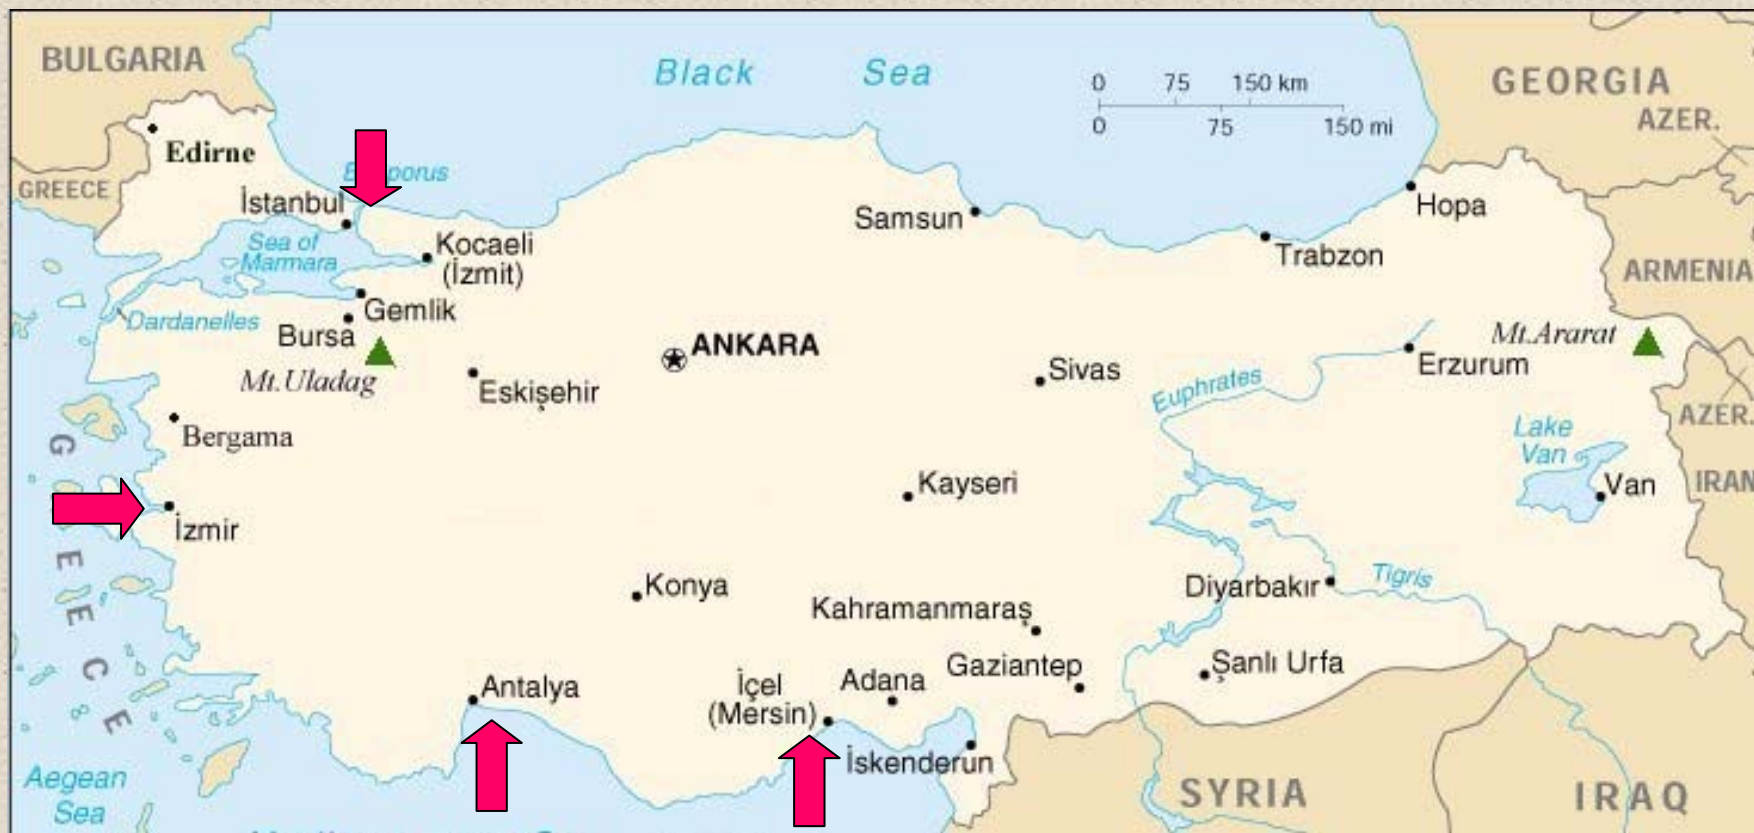 BULGARIA
Black Sea
0 75 150 km
0 75 150 mi
GEORGIA
AZER.
Edirne
GREECE
İstanbul
Sea of
Marmara
Kocaeli
(İzmit)
Samsun
Hopa
Trabzon
ARMENIA
Dardanelles
Gemlik
Bursa
Mt.Uladag
ANKARA
Eskişehir
Sivas
Euphrates
Erzurum
Mt.Ararat
AZER.
Bergama
Lake
Van
Kayseri
Van
IRAN
İzmir
Konya
Kahramanmaraş
Diyarbakır
Tigris
Gaziantep
Şanlı Urfa
Antalya
İçel
(Mersin)
Adana
İskenderun
Aegean
Sea
SYRIA
IRAQ